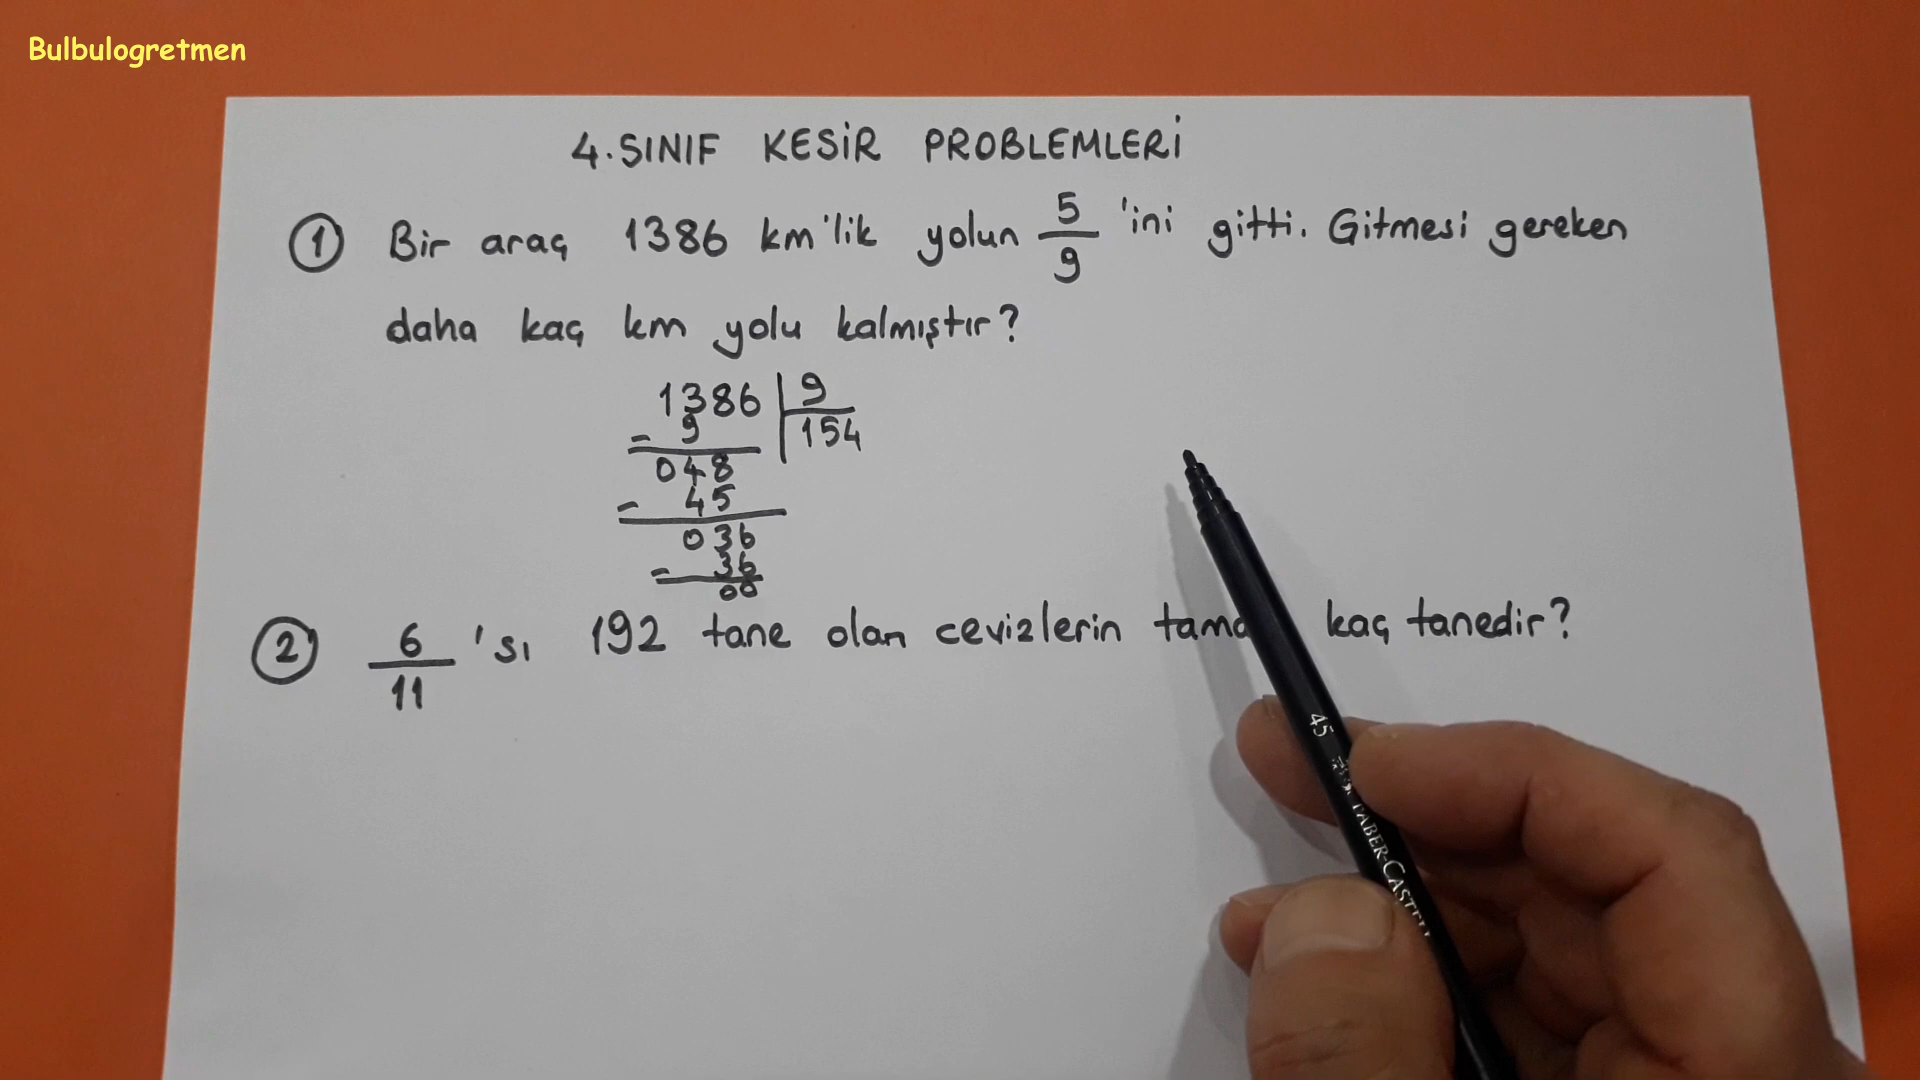 Bulbulogretmen
4. SINIF KESİR PROBLEMLERİ
① Bir araç 1386 km'lik yolun 5/9 'ini gitti. Gitmesi gereken
daha kaç km yolu kalmıştır?
1386 | 9
- 9 154
048
- 45
036
- 36
00
② 6/11 'sı 192 tane olan cevizlerin kaç tanedir?
45 FABER-CASTELL